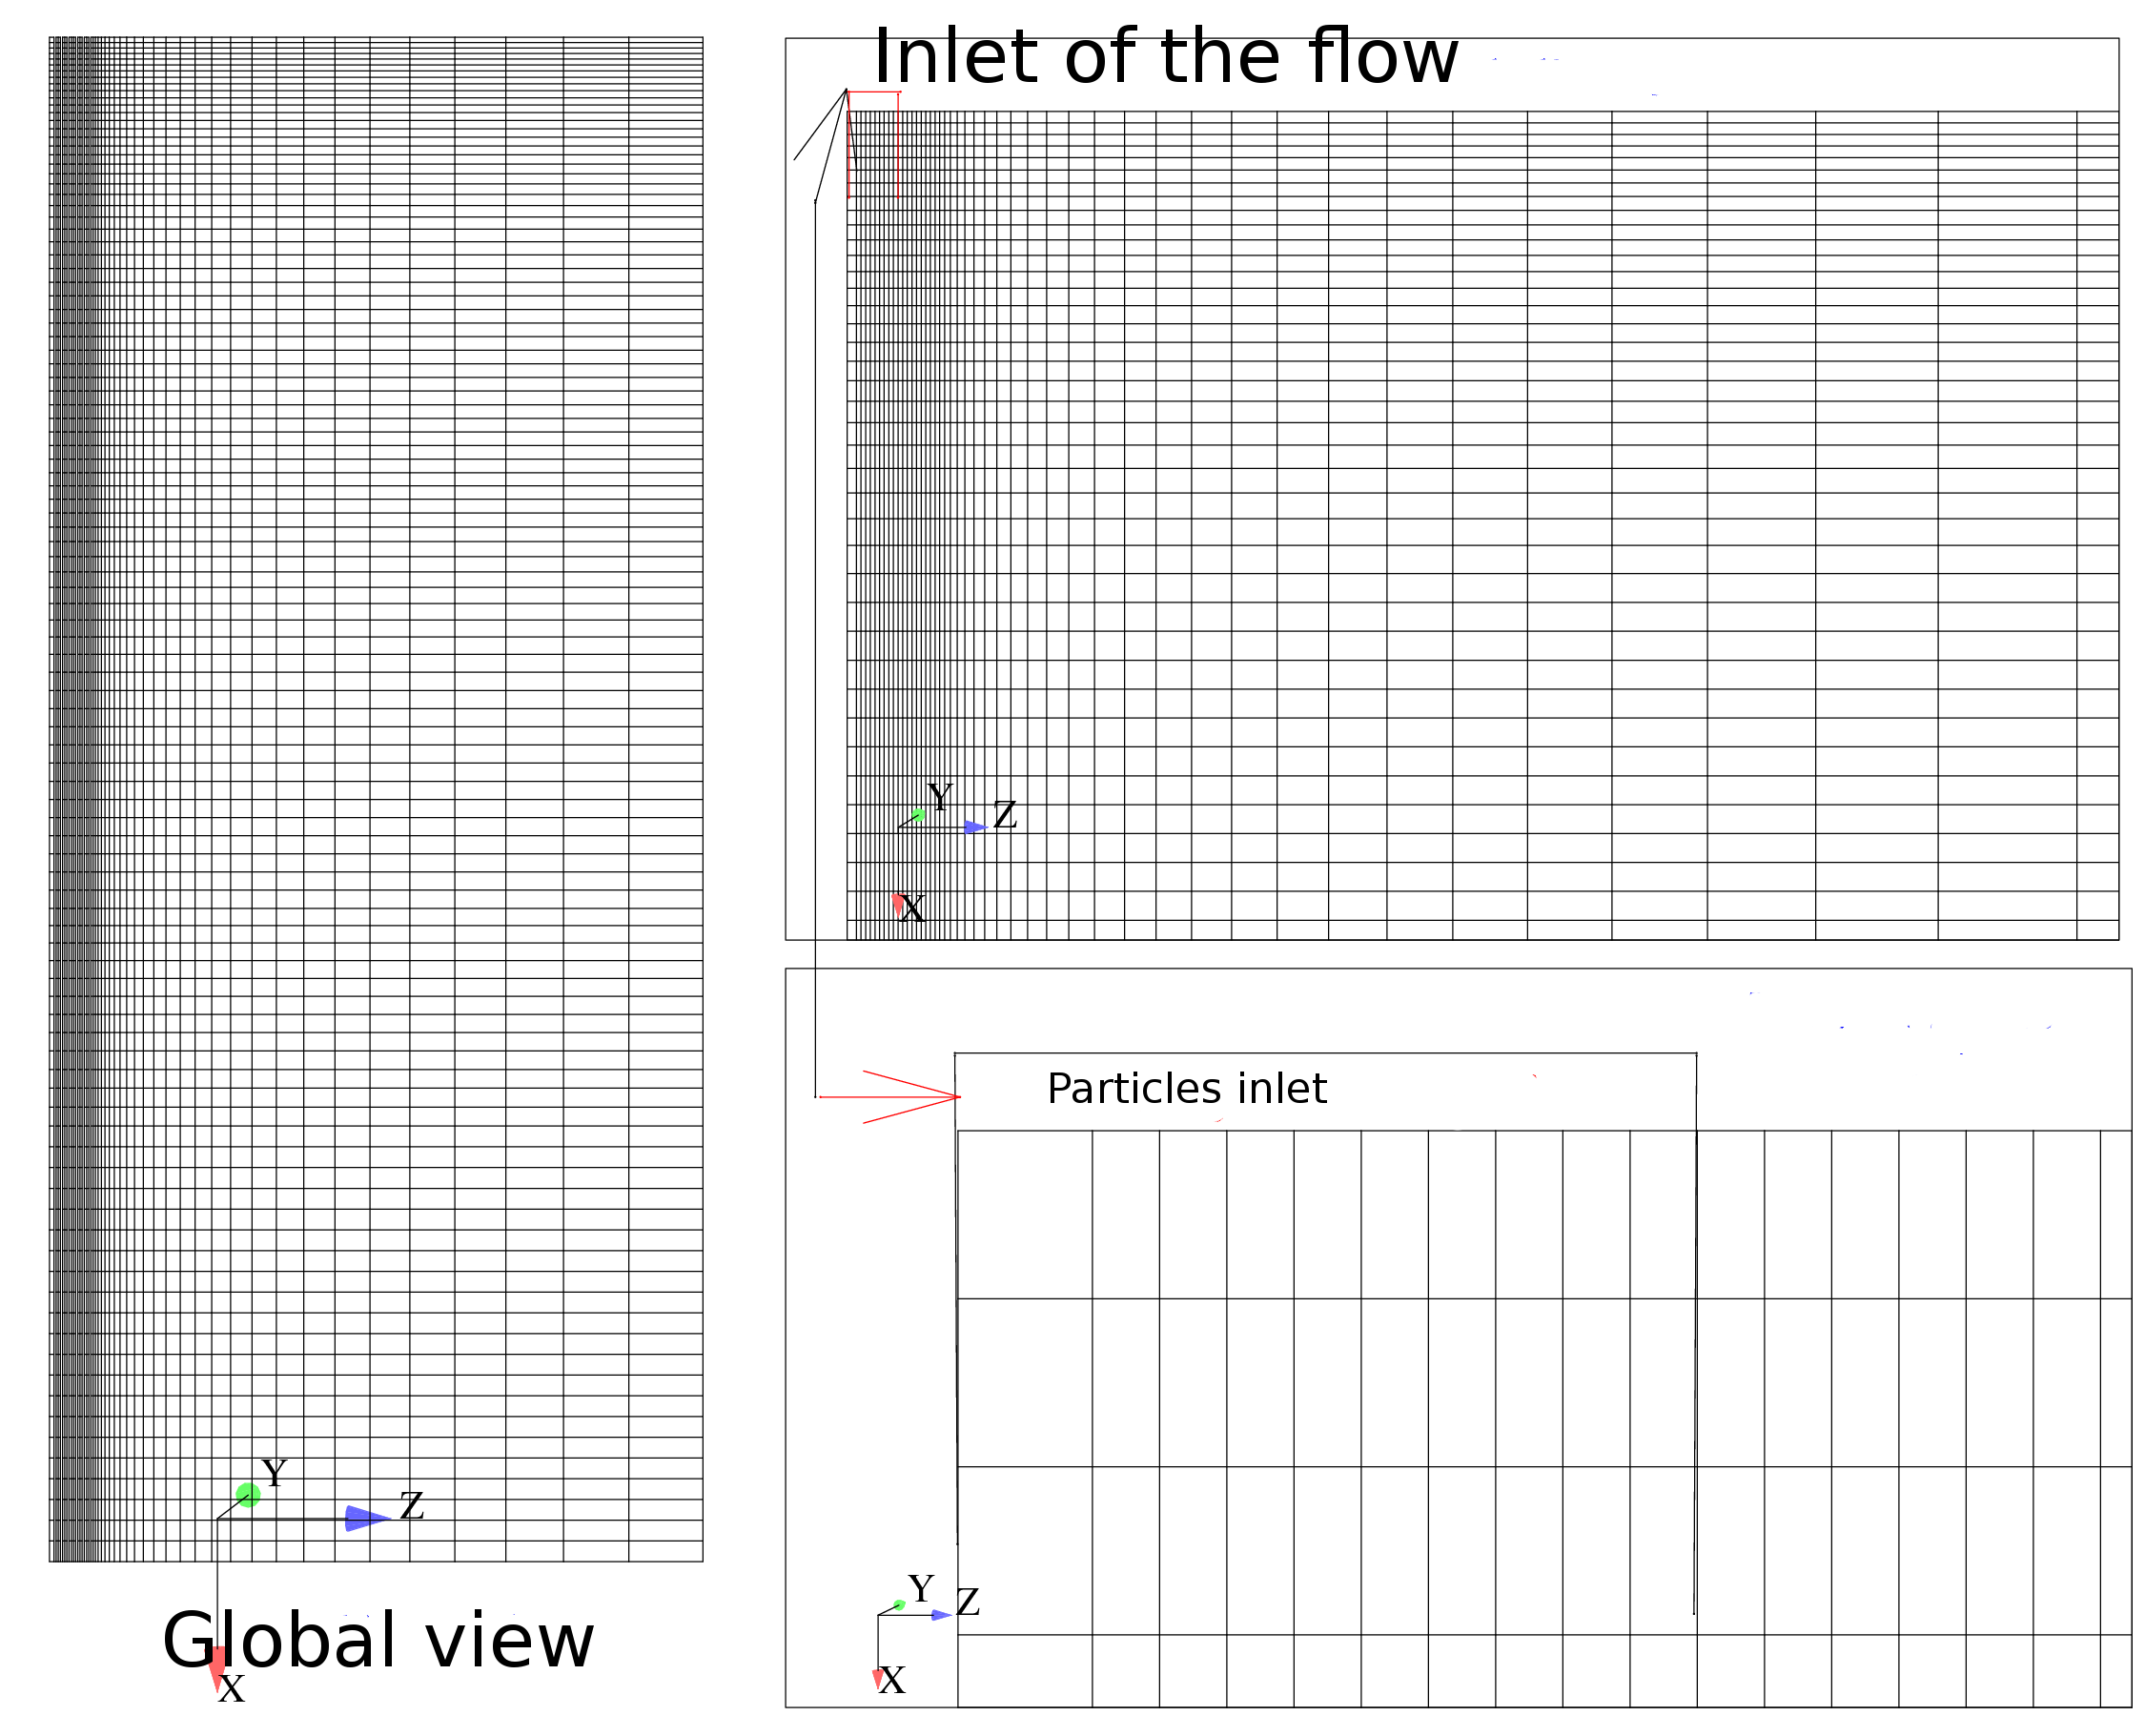 Inlet of the flow
Y
Z
X
Particles inlet
Y
Z
X
Y
Z
Global view
X